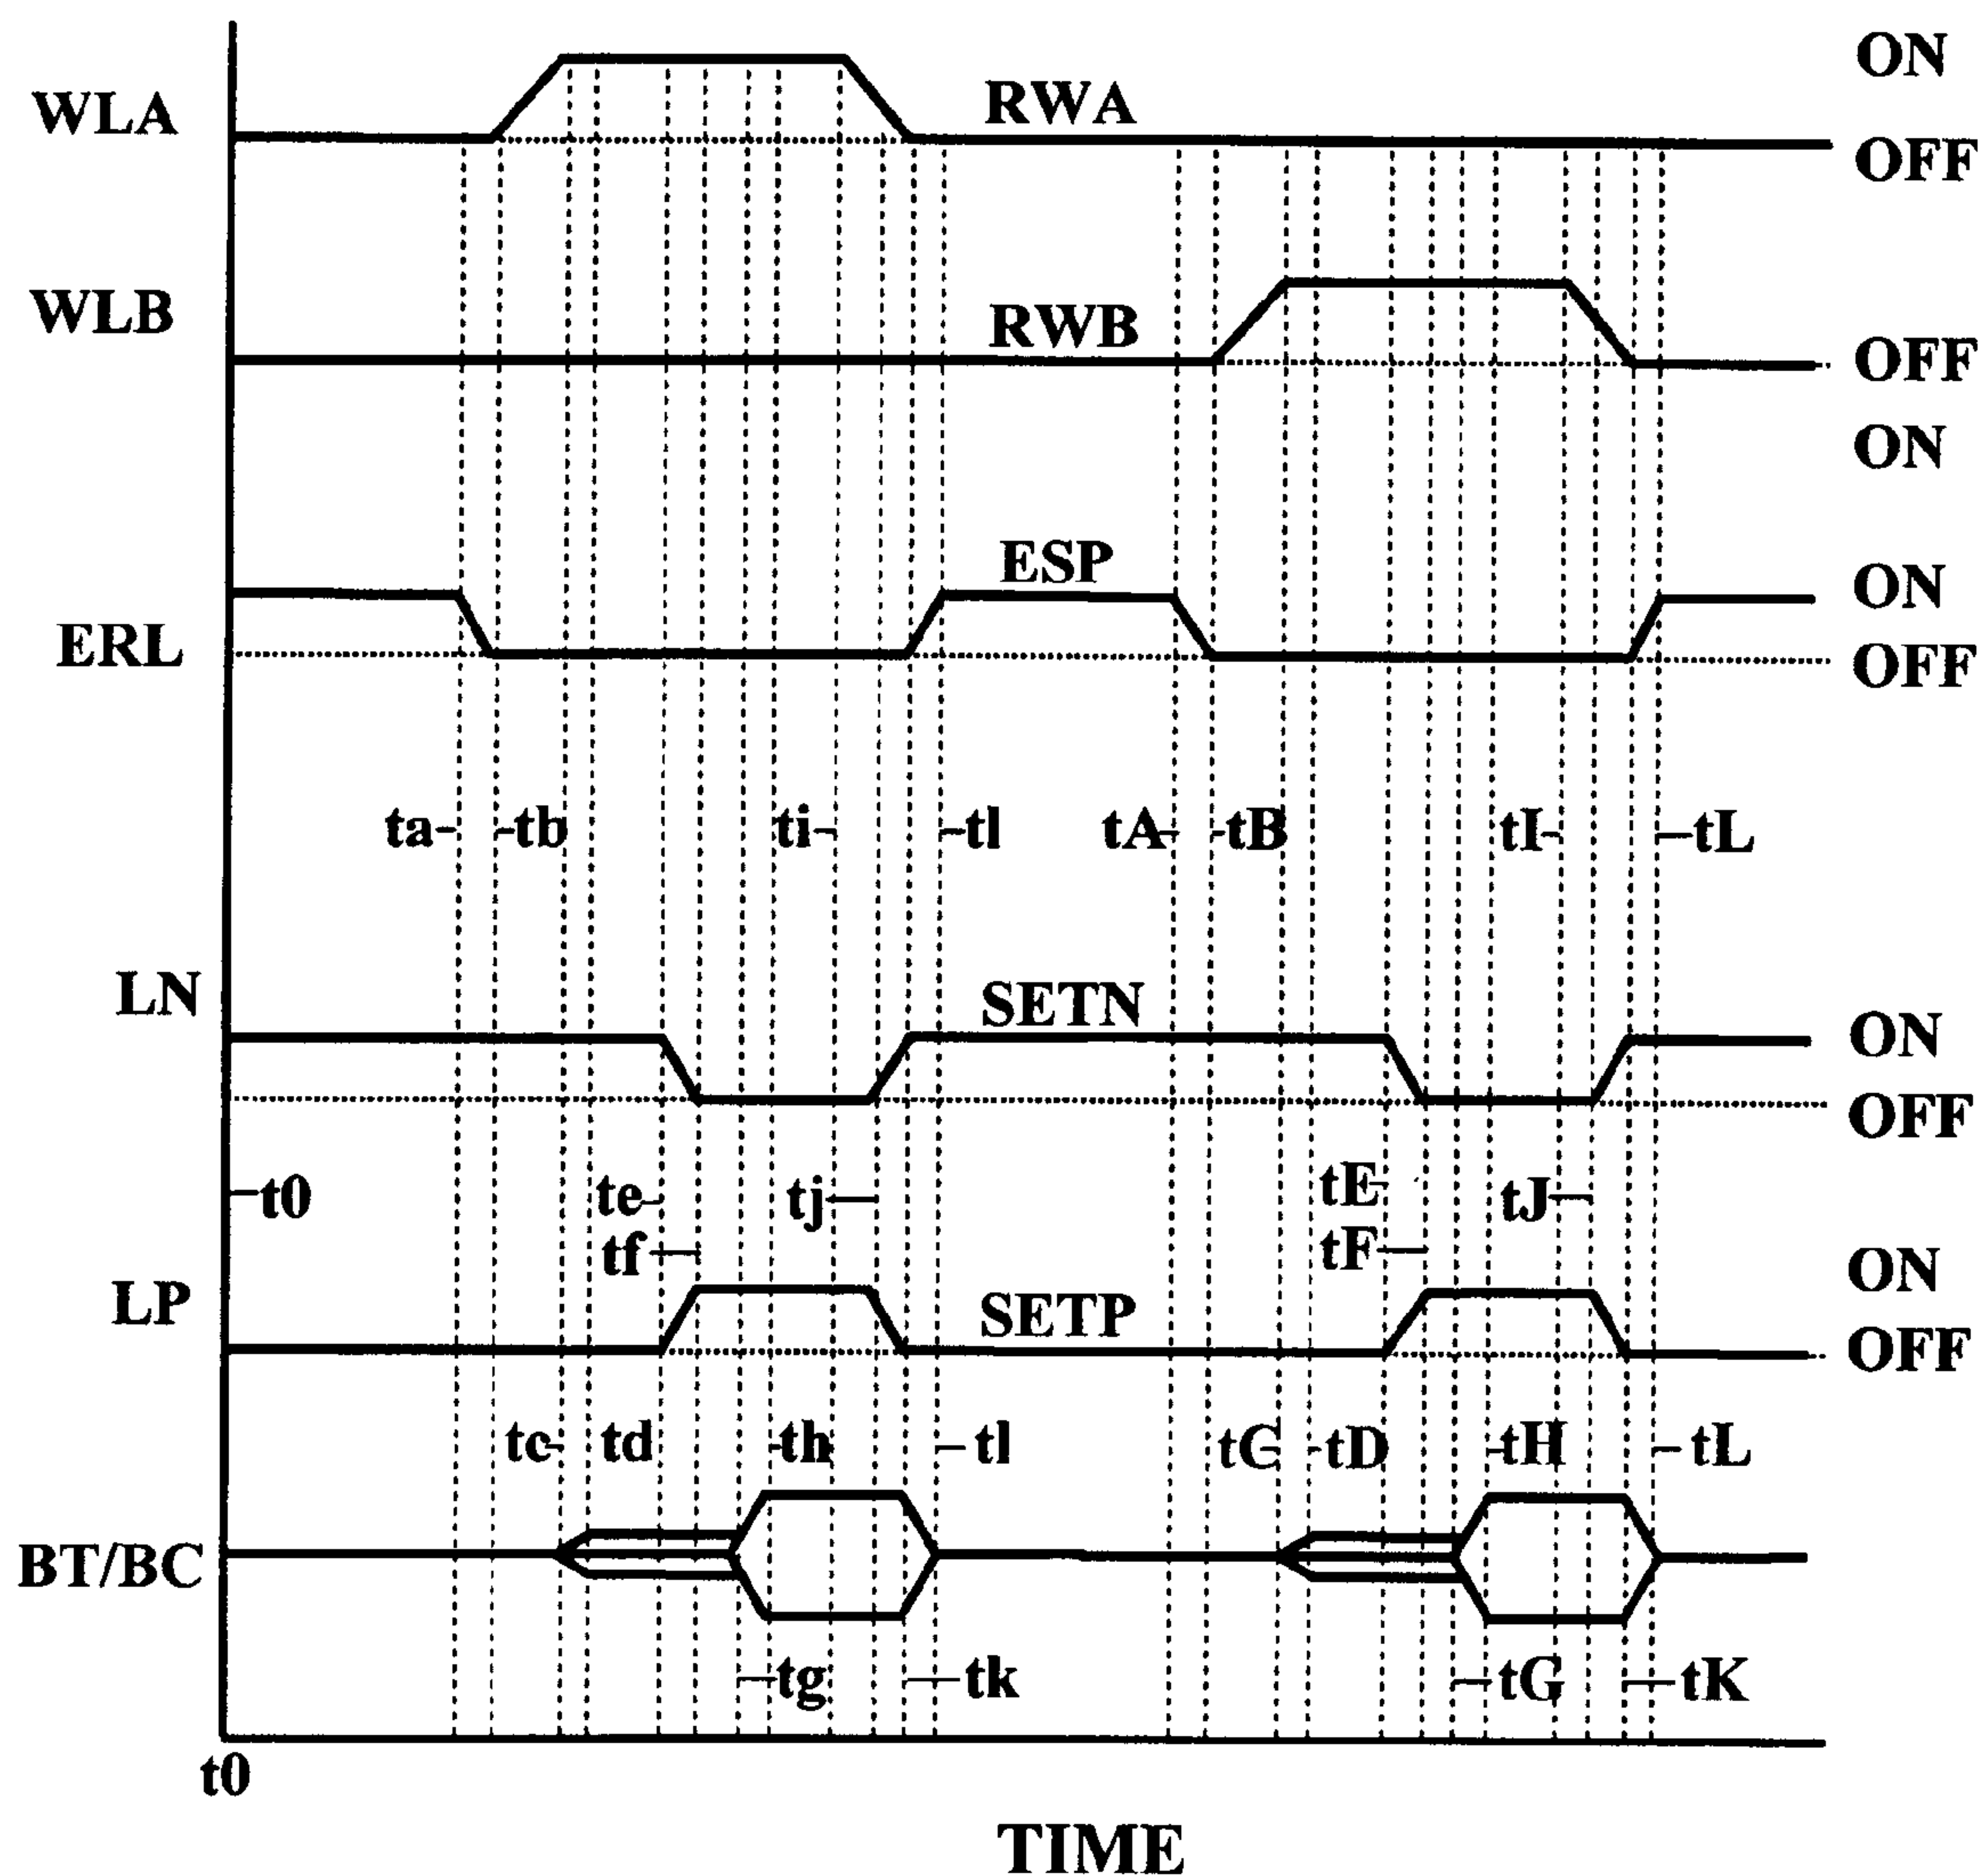 ON
WLA RWA
OFF
WLB RWB
OFF
ON
ESP ON
ERL OFF
ta tb ti tl tA tB tI tL
LN SETN ON
OFF
t0 te tj tE tJ
tf tF
ON
LP SETP
OFF
tc td th tl tC tD tH tL
BT/BC
tg tk tG tK
t0
TIME